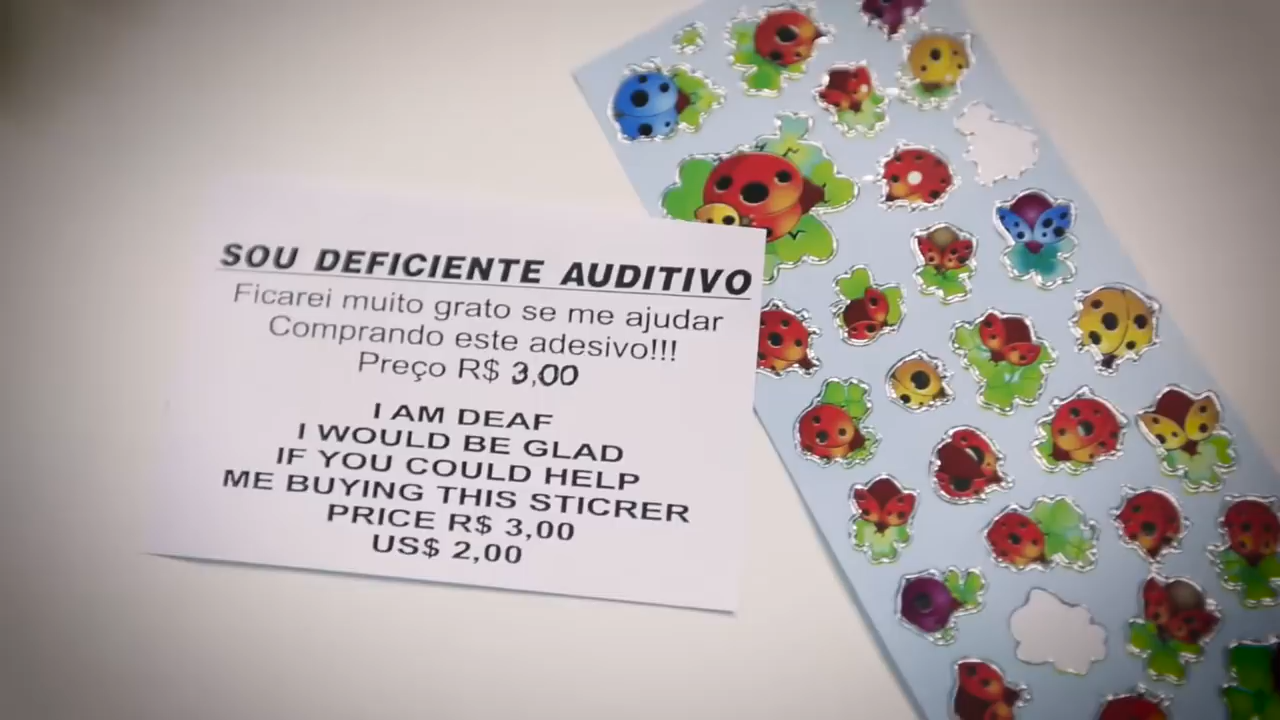 SOU DEFICIENTE AUDITIVO
Ficarei muito grato se me ajudar
Comprando este adesivo!!!
Preço R$ 3,00
I AM DEAF
I WOULD BE GLAD
IF YOU COULD HELP
ME BUYING THIS STICRER
PRICE R$ 3,00
US$ 2,00